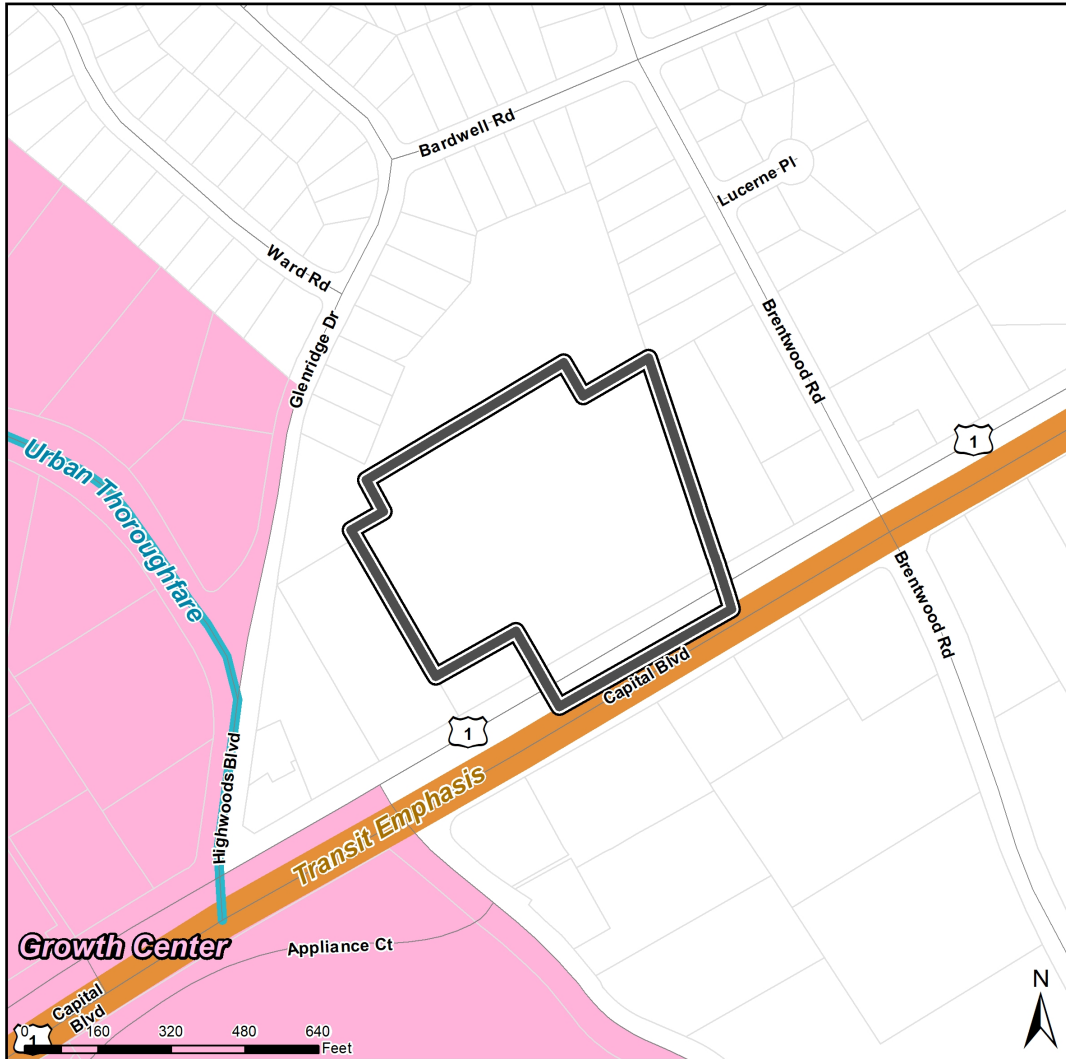 Bardwell Rd
Lucerne Pl
Ward Rd
Glenridge Dr
Brentwood Rd
1
Urban Thoroughfare
Brentwood Rd
Capital Blvd
1
Highwoods Blvd
Transit Emphasis
Growth Center
Appliance Ct
N
Capital
Blvd
1
0 160 320 480 640
Feet